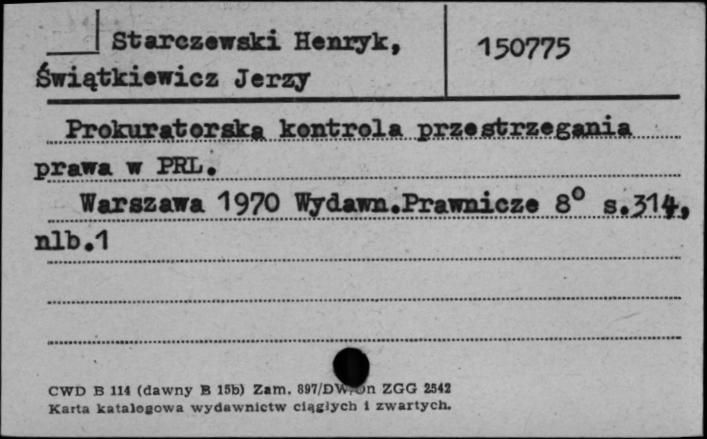 Starczewski Henryk,
150775
Świątkiewicz Jerzy
Prokuratorska kontrola przestrzegania
prawa w PRL.
Warszawa 1970 Wydawn.Prawnicze 8° s.314,
nlb.1
CWD B 114 (dawny B 15b) Zam. 897/DW/Dn ZGG 2542
Karta katalogowa wydawnictw ciągłych i zwartych.